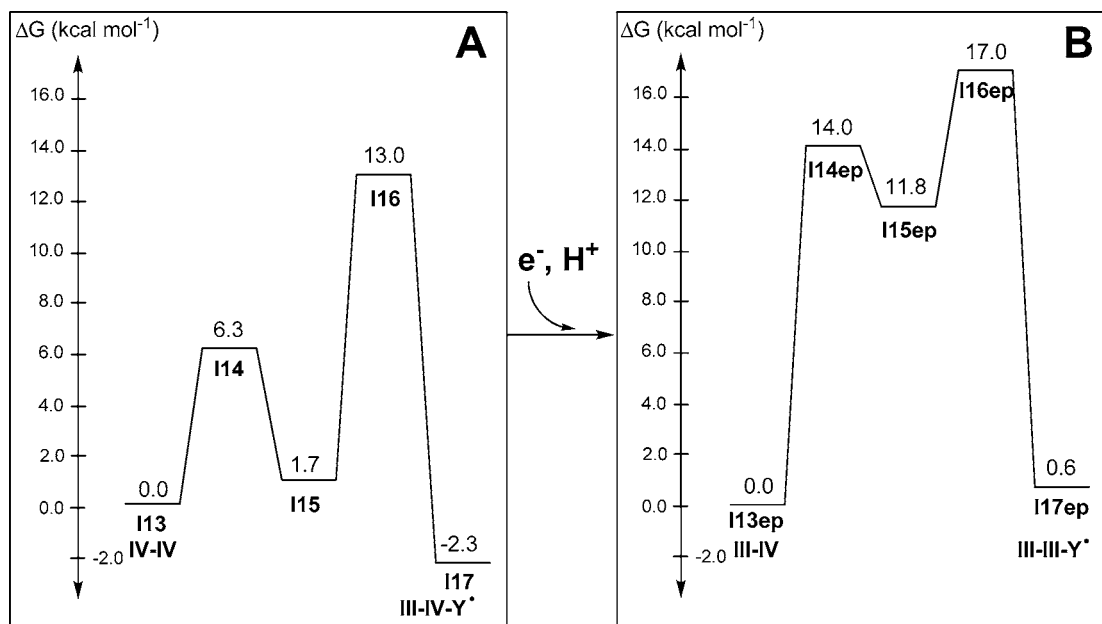 ΔG (kcal mol⁻¹)
A
16.0
14.0
12.0
10.0
8.0
6.0
4.0
2.0
0.0
-2.0
0.0
I13
IV-IV
6.3
I14
1.7
I15
13.0
I16
-2.3
I17
III-IV-Y•
e⁻, H⁺
ΔG (kcal mol⁻¹)
B
16.0
14.0
12.0
10.0
8.0
6.0
4.0
2.0
0.0
-2.0
0.0
I13ep
III-IV
14.0
I14ep
11.8
I15ep
17.0
I16ep
0.6
I17ep
III-III-Y•